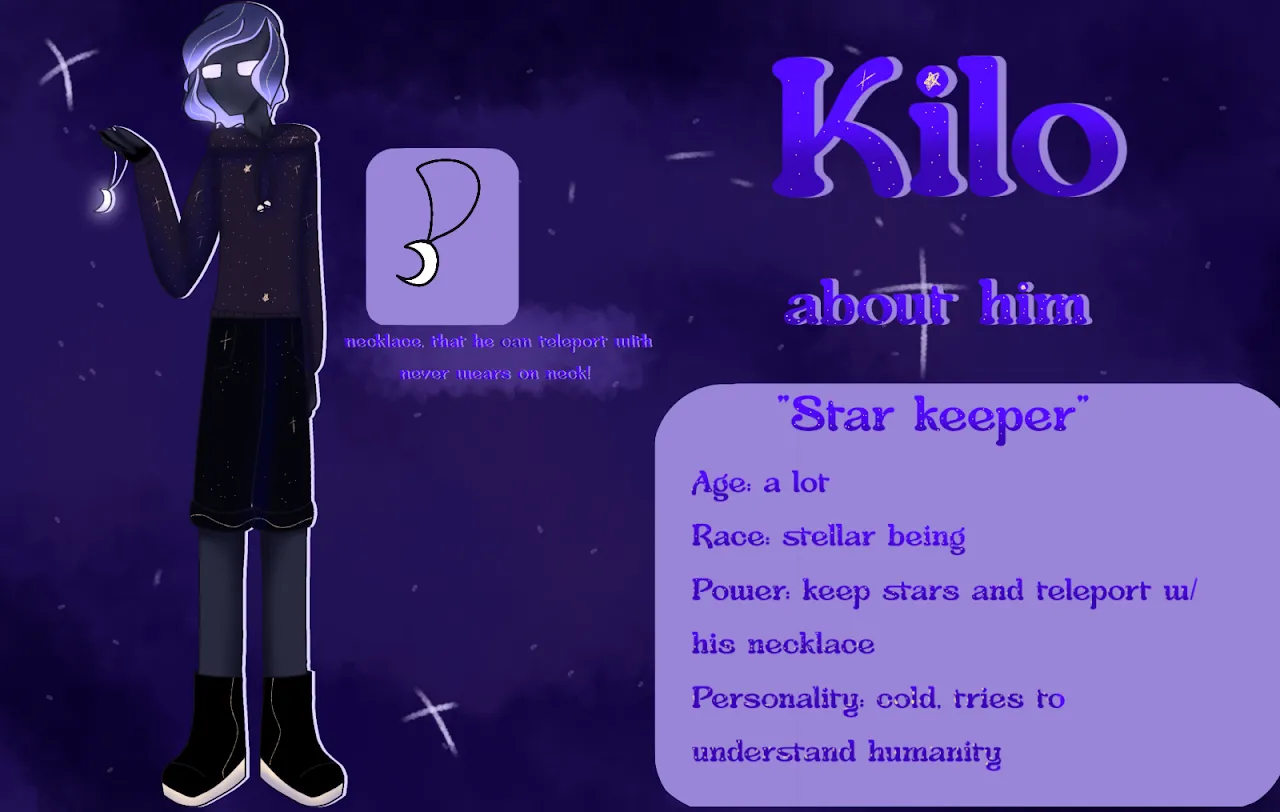 Kilo
about him
necklace, that he can teleport with
never wears on neck!
"Star keeper"
Age: a lot
Race: stellar being
Power: keep stars and teleport w/
his necklace
Personality: cold, tries to
understand humanity